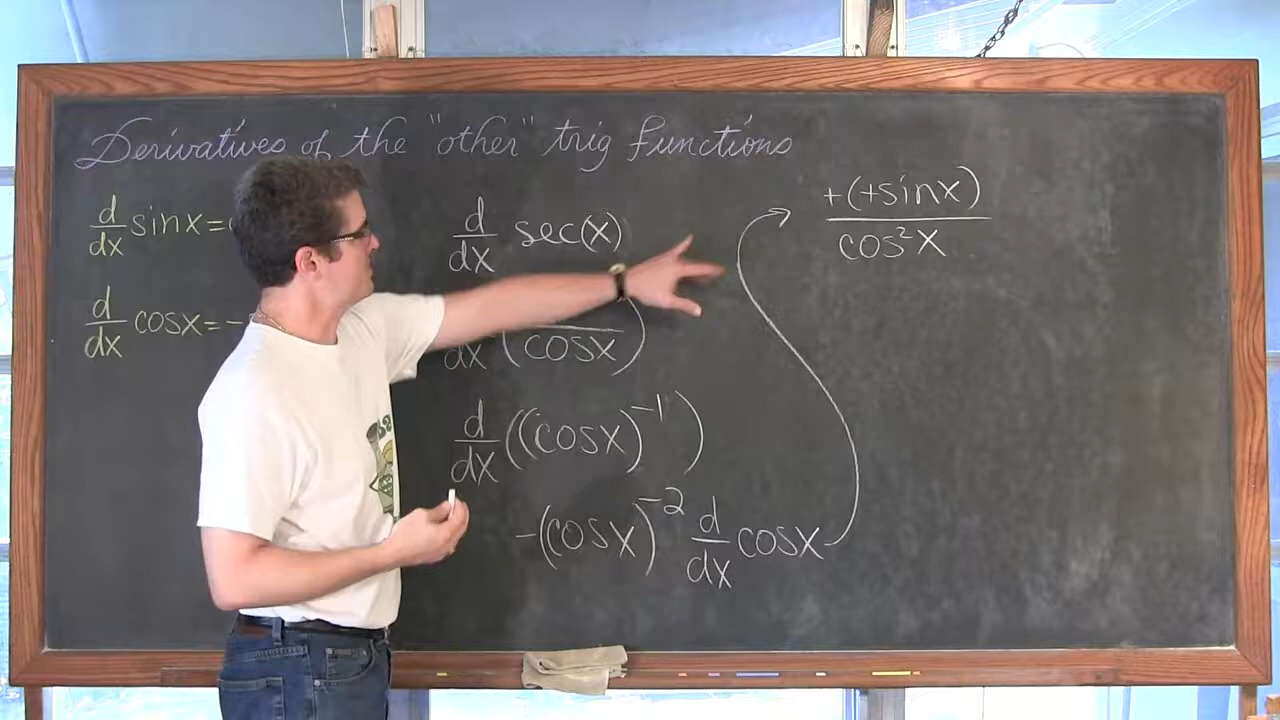 Derivatives of the "other" trig functions
d/dx sinx=
d/dx cosx=-
d/dx sec(x)
dx (cosx)
d/dx((cosx)^-1)
-(cosx)^-2 d/dx cosx
+(+sinx)
cos²x